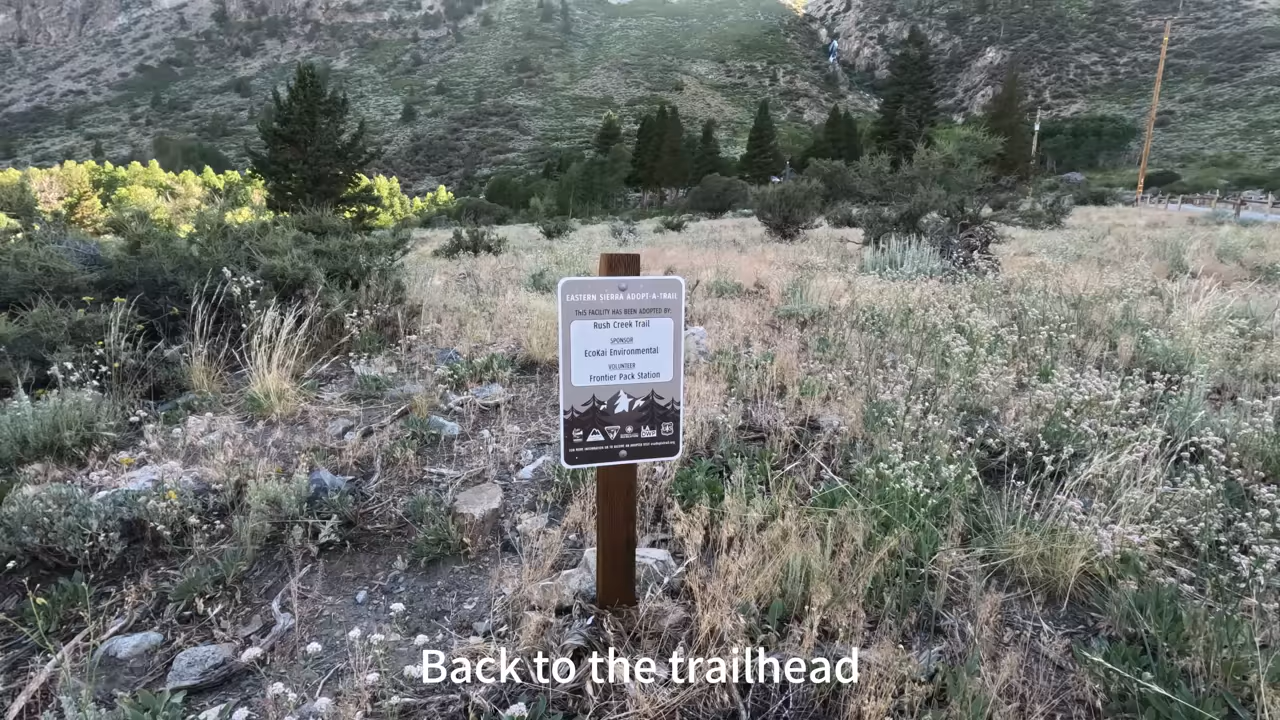 EASTERN SIERRA ADOPT-A-TRAIL
THIS FACILITY HAS BEEN ADOPTED BY:
Rush Creek Trail
SPONSOR
EcoKai Environmental
VOLUNTEER
Frontier Pack Station
Back to the trailhead